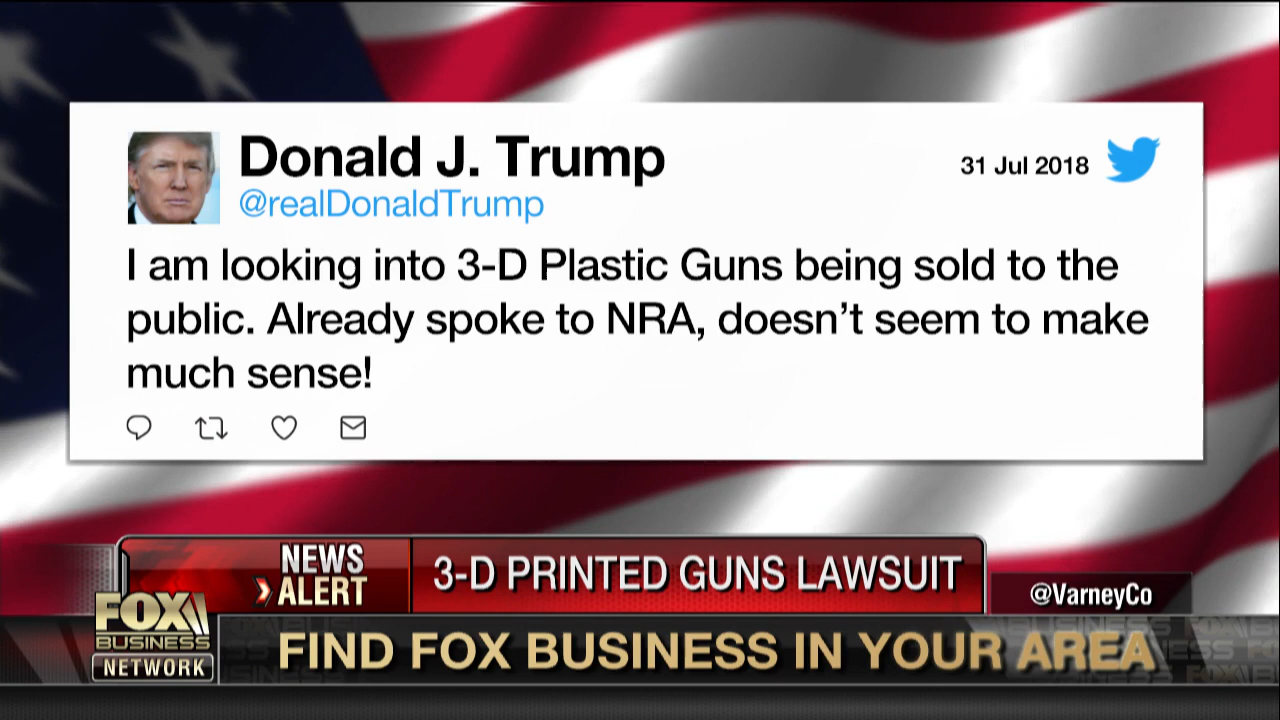 Donald J. Trump
@realDonaldTrump
31 Jul 2018
I am looking into 3-D Plastic Guns being sold to the
public. Already spoke to NRA, doesn't seem to make
much sense!
NEWS
ALERT
3-D PRINTED GUNS LAWSUIT
@VarneyCo
FOX
BUSINESS
NETWORK
FIND FOX BUSINESS IN YOUR AREA